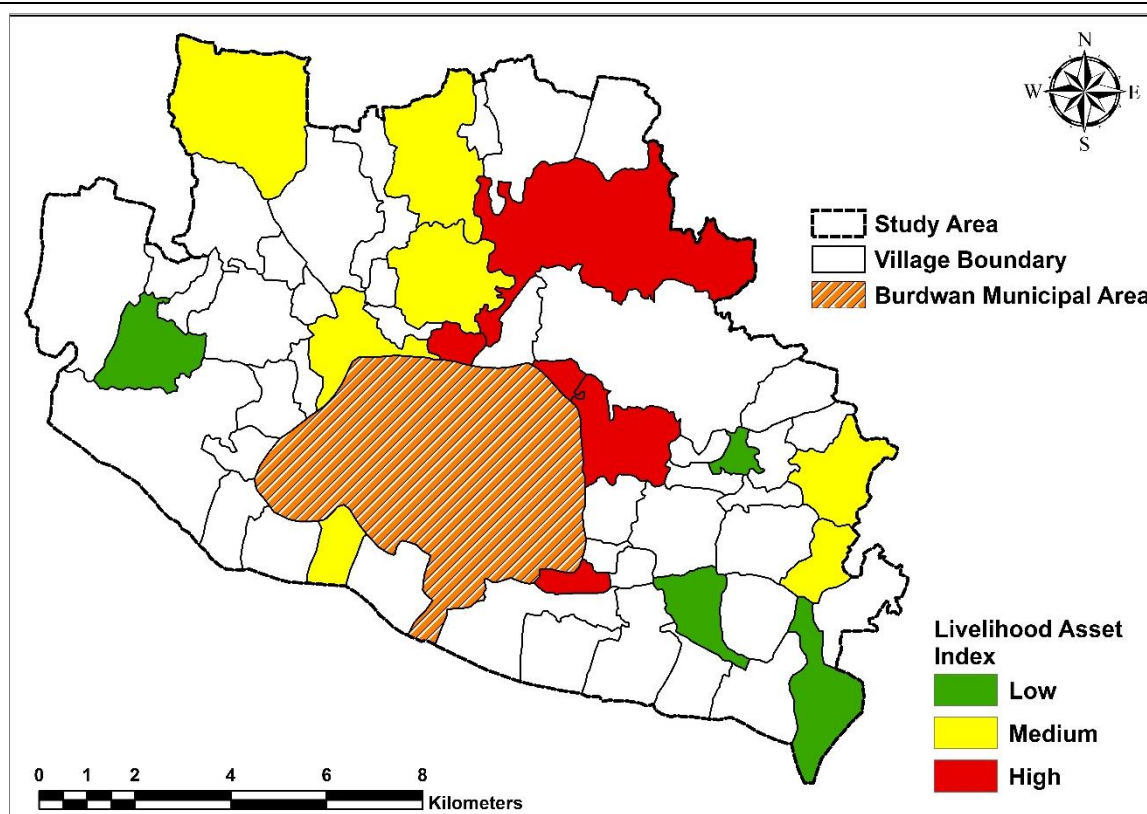 N
W E
S
Study Area
Village Boundary
Burdwan Municipal Area
Livelihood Asset
Index
Low
Medium
High
0 1 2 4 6 8
Kilometers